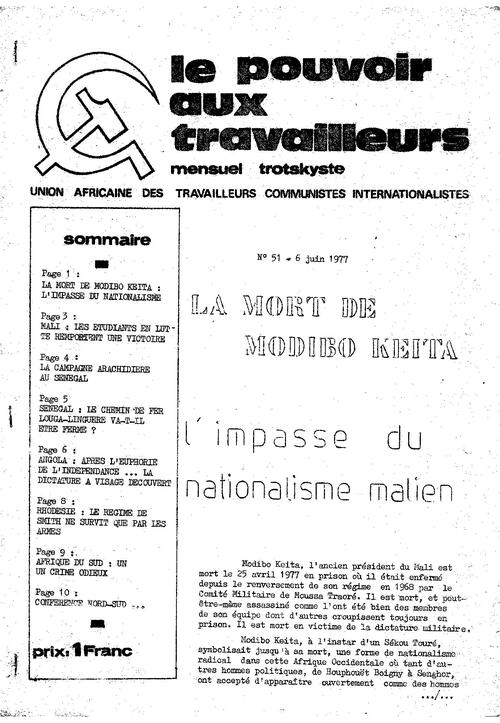 le pouvoir
aux
travailleurs
mensuel trotskyste
UNION AFRICAINE DES TRAVAILLEURS COMMUNISTES INTERNATIONALISTES
sommaire
Page 1 :
LA MORT DE MODIBO KEITA :
L'IMPASSE DU NATIONALISME
Page 3 :
MALI : LES ETUDIANTS EN LUT-
TE REMPORTENT UNE VICTOIRE
Page 4 :
LA CAMPAGNE ARACHIDIERE
AU SENEGAL
Page 5
SENEGAL : LE CHEMIN DE FER
LOUGA-LINGUERE VA-T-IL
ETRE FERME ?
Page 6 :
ANGOLA : APRES L'EUPHORIE
DE L'INDEPENDANCE ... LA
DICTATURE A VISAGE DECOUVERT
Page 8 :
RHODESIE : LE REGIME DE
SMITH NE SURVIT QUE PAR LES
ARMES
Page 9 :
AFRIQUE DU SUD : UN
UN CRIME ODIEUX
Page 10 :
CONFERENCE NORD-SUD ...
prix: 1 Franc
N° 51 - 6 juin 1977
LA MORT DE
MODIBO KEITA
l'impasse du
nationalisme malien
Modibo Keita, l'ancien président du Mali est
mort le 25 avril 1977 en prison où il était enfermé
depuis le renversement de son régime en 1968 par le
Comité Militaire de Moussa Traoré. Il est mort, et peut-
être-même assassiné comme l'ont été bien des membres
de son équipe dont d'autres croupissent toujours en
prison. Il est mort en victime de la dictature militaire.
Modibo Keita, à l'instar d'un Sékou Touré,
symbolisait jusqu'à sa mort, une forme de nationalisme
radical dans cette Afrique Occidentale où tant d'au-
tres hommes politiques, de Houphouët Boigny à Senghor,
ont accepté d'apparaître ouvertement comme des hommes
.../...